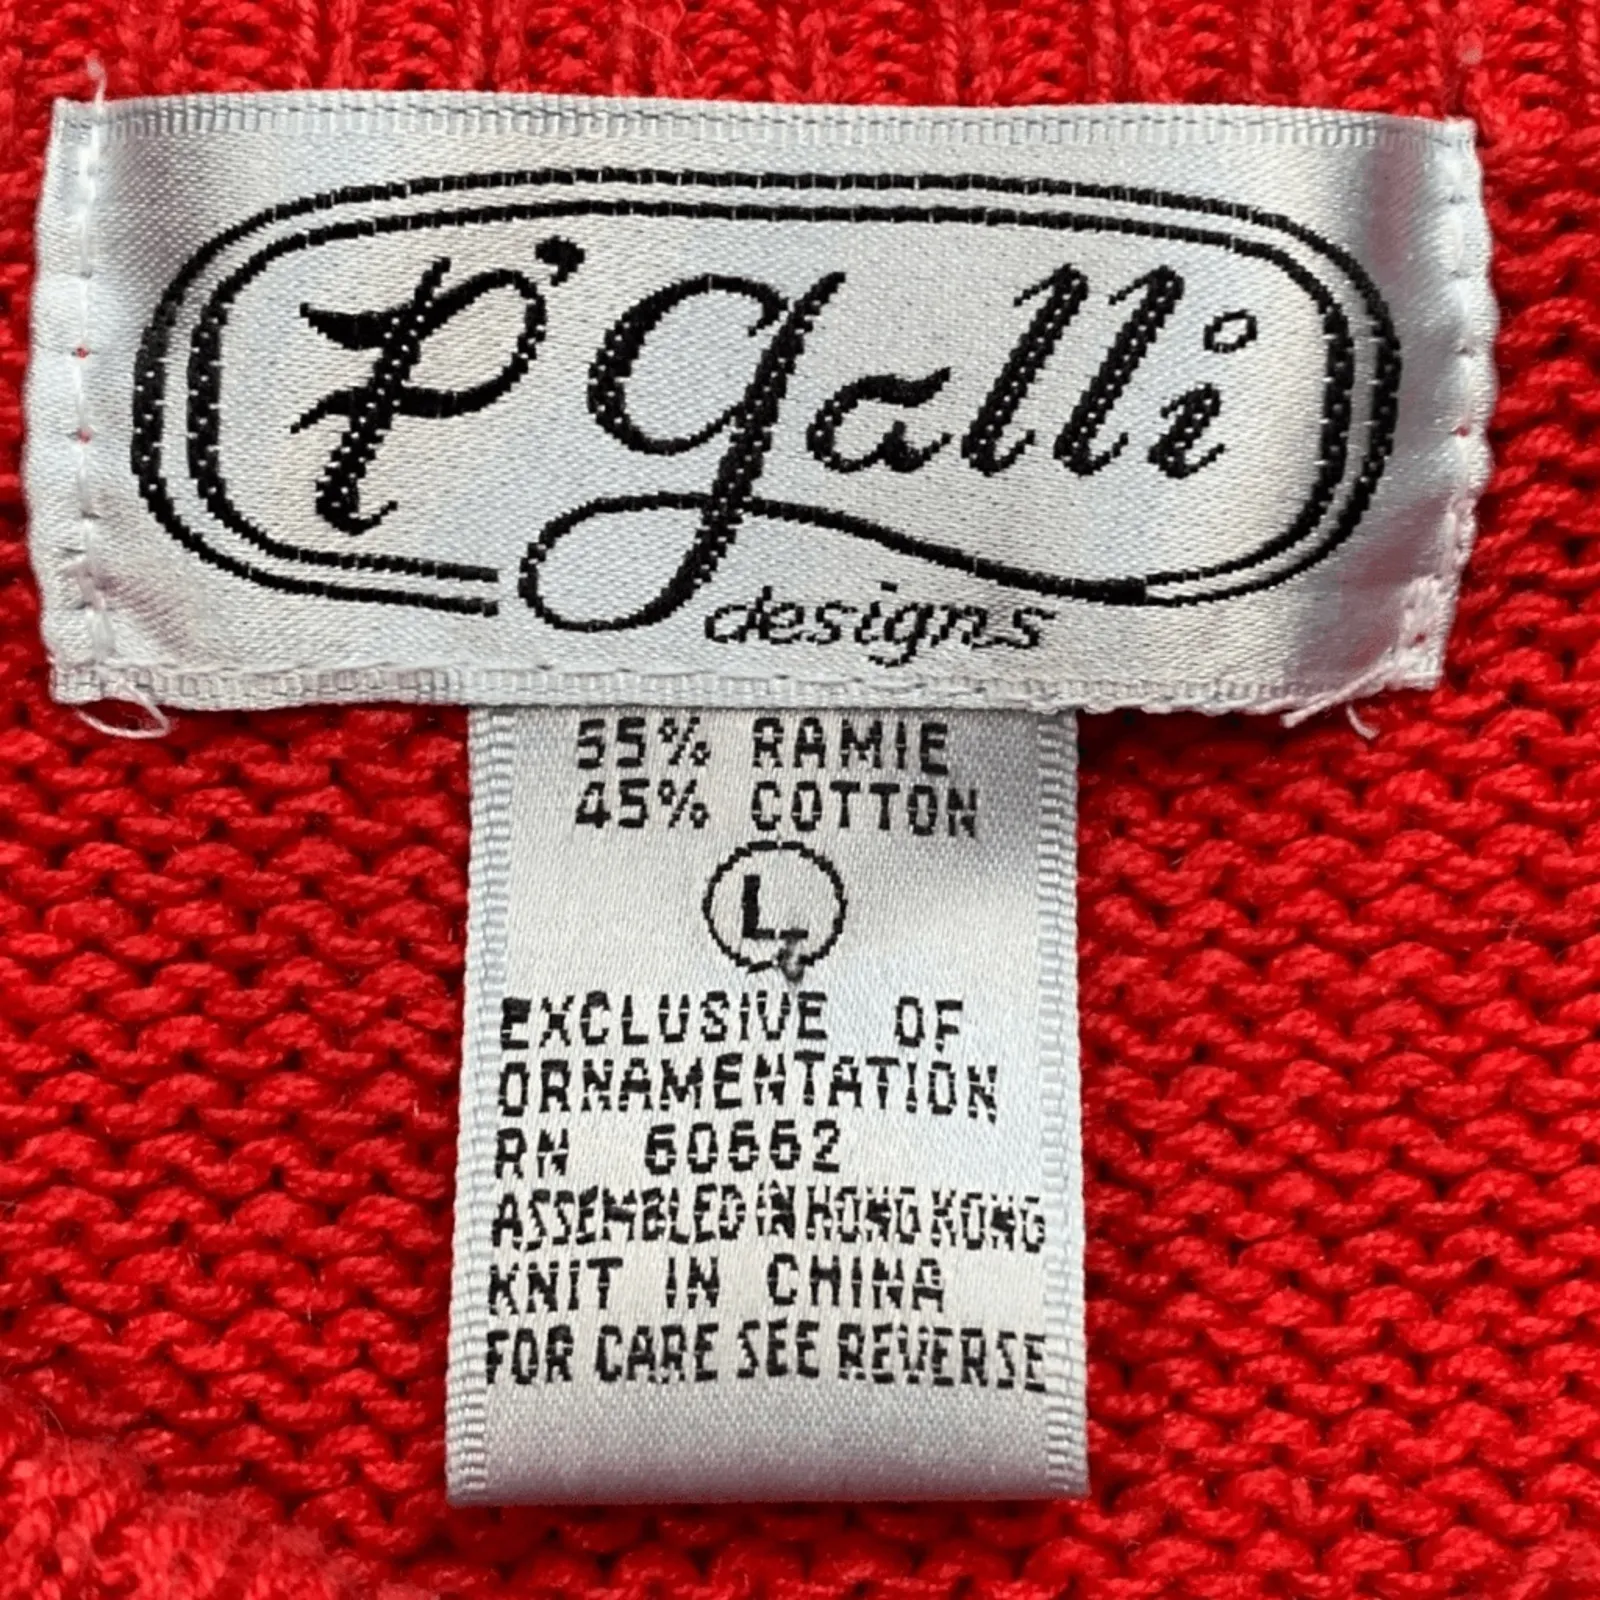 P'galli
designs
55% RAMIE
45% COTTON
L
EXCLUSIVE OF
ORNAMENTATION
RN 60662
ASSEMBLED IN HONG KONG
KNIT IN CHINA
FOR CARE SEE REVERSE